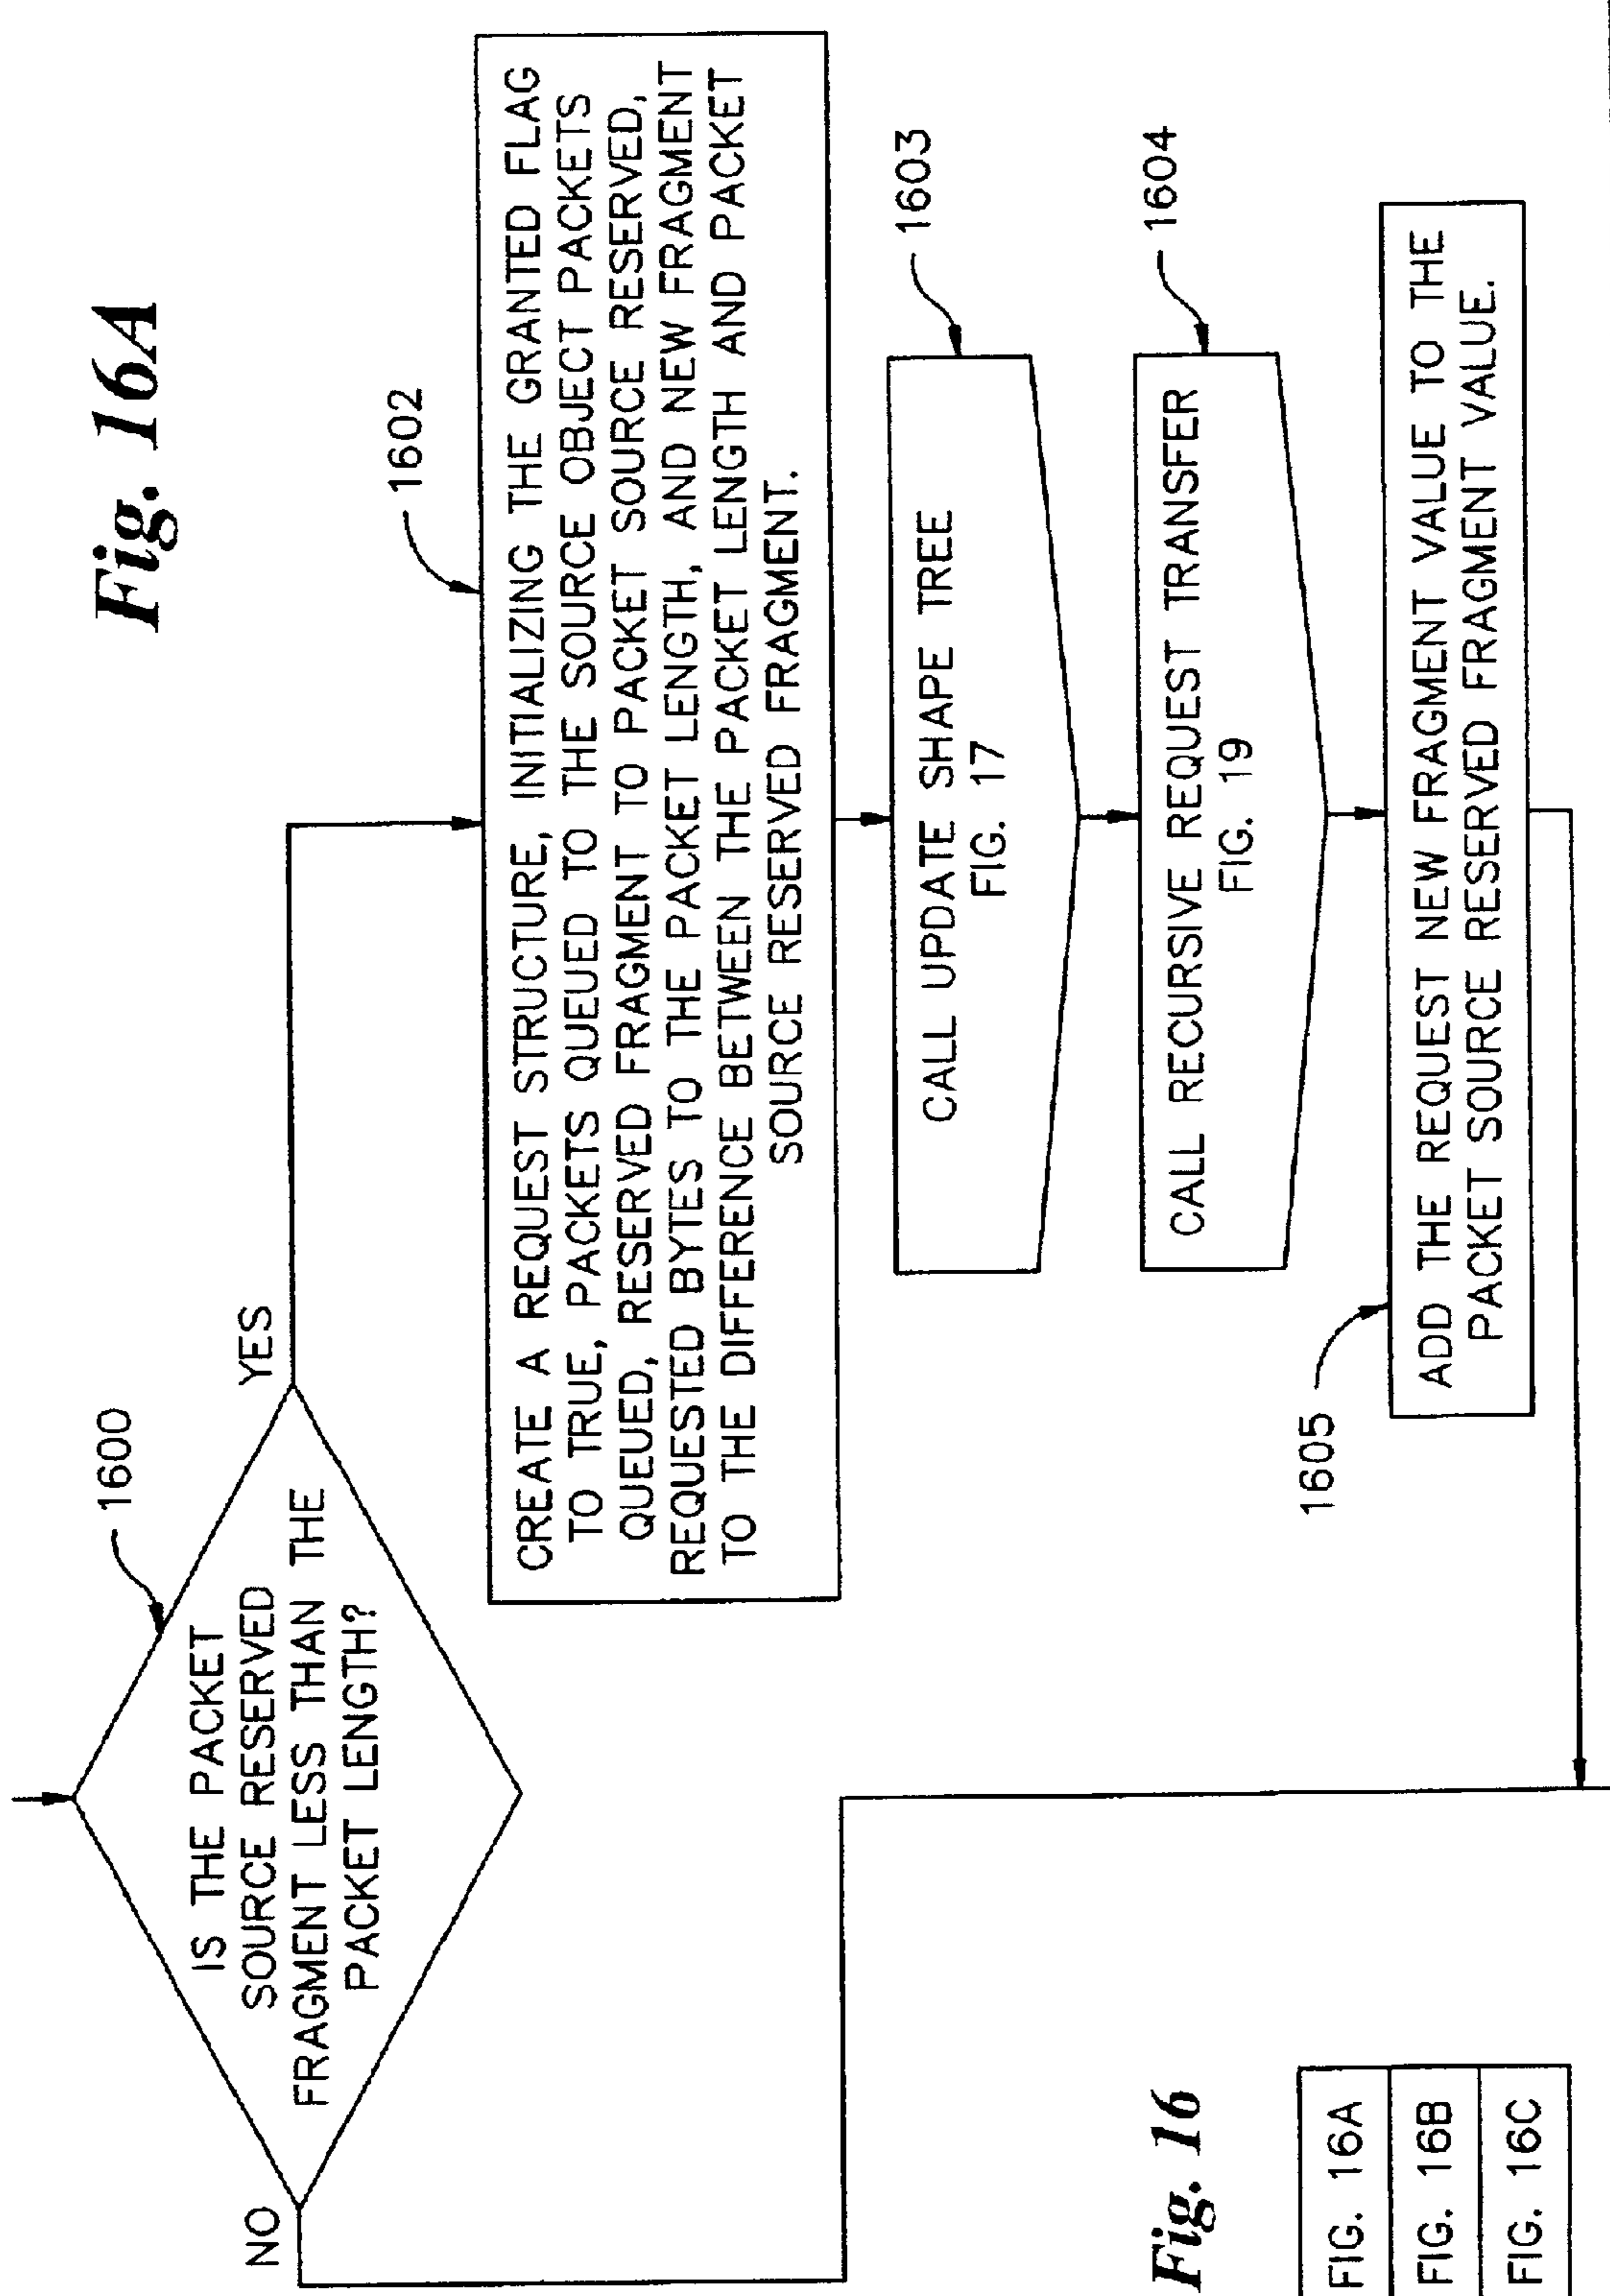 Fig. 16A
1600
IS THE PACKET
SOURCE RESERVED
FRAGMENT LESS THAN THE
PACKET LENGTH?
NO
YES
1602
CREATE A REQUEST STRUCTURE, INITIALIZING THE GRANTED FLAG
TO TRUE, PACKETS QUEUED TO THE SOURCE OBJECT PACKETS
QUEUED, RESERVED FRAGMENT TO PACKET SOURCE RESERVED,
REQUESTED BYTES TO THE PACKET LENGTH, AND NEW FRAGMENT
TO THE DIFFERENCE BETWEEN THE PACKET LENGTH AND PACKET
SOURCE RESERVED FRAGMENT.
1603
CALL UPDATE SHAPE TREE
FIG. 17
1604
CALL RECURSIVE REQUEST TRANSFER
FIG. 19
1605
ADD THE REQUEST NEW FRAGMENT VALUE TO THE
PACKET SOURCE RESERVED FRAGMENT VALUE.
Fig. 16
FIG. 16A
FIG. 16B
FIG. 16C